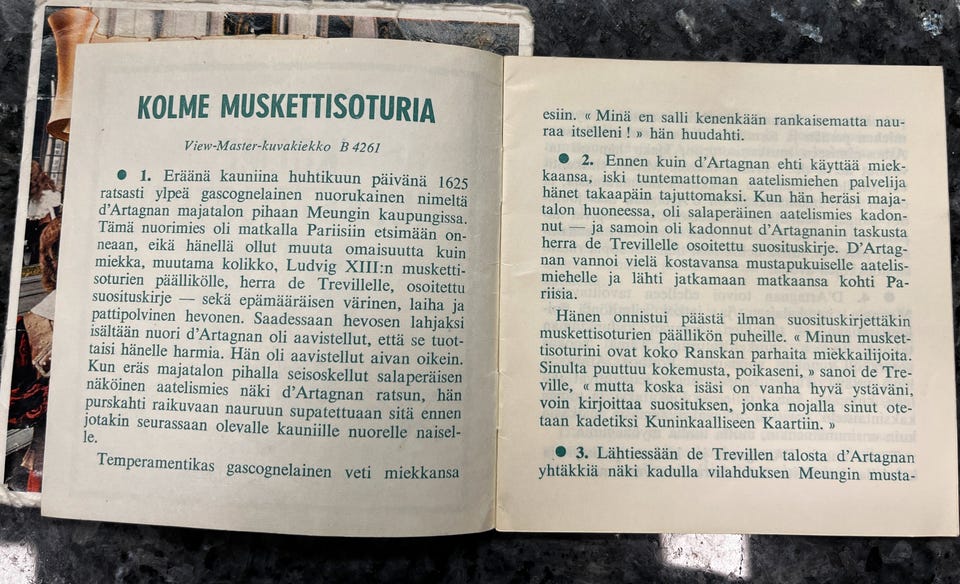 KOLME MUSKETTISOTURIA
View-Master-kuvakiekko B 4261
● 1. Eräänä kauniina huhtikuun päivänä 1625
ratsasti ylpeä gascognelainen nuorukainen nimeltä
d'Artagnan majatalon pihaan Meungin kaupungissa.
Tämä nuorimies oli matkalla Pariisiin etsimään on-
neaan, eikä hänellä ollut muuta omaisuutta kuin
miekka, muutama kolikko, Ludvig XIII:n musketti-
soturien päällikölle, herra de Trevillelle, osoitettu
suosituskirje — sekä epämääräisen värinen, laiha ja
pattipolvinen hevonen. Saadessaan hevosen lahjaksi
isältään nuori d'Artagnan oli aavistellut, että se tuot-
taisi hänelle harmia. Hän oli aavistellut aivan oikein.
Kun eräs majatalon pihalla seisoskellut salaperäisen
näköinen aatelismies näki d'Artagnan ratsun, hän
purskahti raikuvaan nauruun supatettuaan sitä ennen
jotakin seurassaan olevalle kauniille nuorelle naisel-
le.
Temperamentikas gascognelainen veti miekkansa
esiin. « Minä en salli kenenkään rankaisematta nau-
raa itselleni ! » hän huudahti.
● 2. Ennen kuin d'Artagnan ehti käyttää miek-
kaansa, iski tuntemattoman aatelismiehen palvelija
hänet takaapäin tajuttomaksi. Kun hän heräsi maja-
talon huoneessa, oli salaperäinen aatelismies kadon-
nut — ja samoin oli kadonnut d'Artagnanin taskusta
herra de Trevillelle osoitettu suosituskirje. D'Artag-
nan vannoi vielä kostavansa mustapukuiselle aatelis-
miehelle ja lähti jatkamaan matkaansa kohti Pa-
riisia.
Hänen onnistui päästä ilman suosituskirjettäkin
muskettisoturien päällikön puheille. « Minun musket-
tisoturini ovat koko Ranskan parhaita miekkailijoita.
Sinulta puuttuu kokemusta, poikaseni, » sanoi de Tre-
ville, « mutta koska isäsi on vanha hyvä ystäväni,
voin kirjoittaa suosituksen, jonka nojalla sinut ote-
taan kadetiksi Kuninkaalliseen Kaartiin. »
● 3. Lähtiessään de Trevillen talosta d'Artagnan
yhtäkkiä näki kadulla vilahduksen Meungin musta-